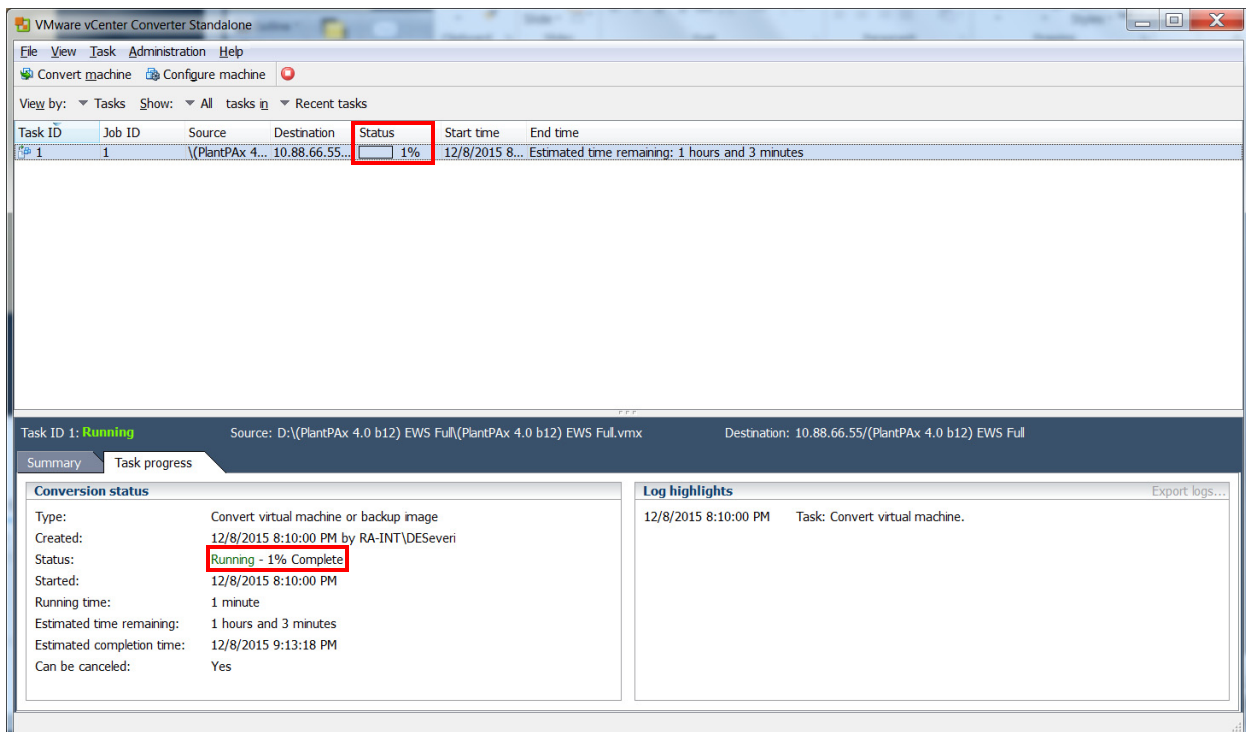 VMware vCenter Converter Standalone
File View Task Administration Help
Convert machine Configure machine
View by: Tasks Show: All tasks in Recent tasks
Task ID Job ID Source Destination Status Start time End time
1 1 \(PlantPAx 4... 10.88.66.55... 1% 12/8/2015 8... Estimated time remaining: 1 hours and 3 minutes
Task ID 1: Running Source: D:\(PlantPAx 4.0 b12) EWS Full\(PlantPAx 4.0 b12) EWS Full.vmx Destination: 10.88.66.55/(PlantPAx 4.0 b12) EWS Full
Summary Task progress
Conversion status
Type: Convert virtual machine or backup image
Created: 12/8/2015 8:10:00 PM by RA-INT\DESeveri
Status: Running - 1% Complete
Started: 12/8/2015 8:10:00 PM
Running time: 1 minute
Estimated time remaining: 1 hours and 3 minutes
Estimated completion time: 12/8/2015 9:13:18 PM
Can be canceled: Yes
Log highlights Export logs...
12/8/2015 8:10:00 PM Task: Convert virtual machine.